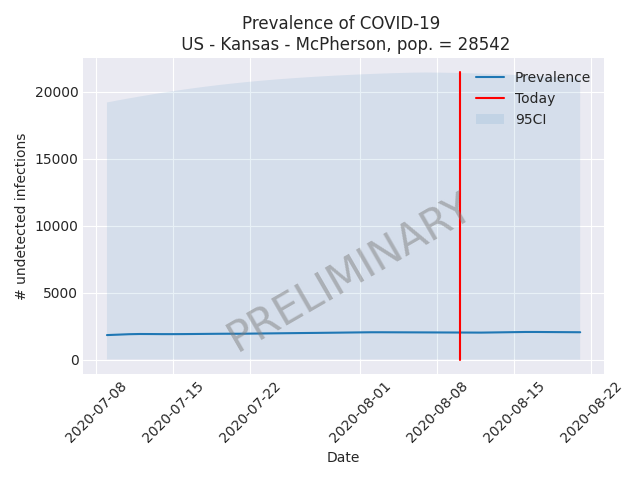 Prevalence of COVID-19
US - Kansas - McPherson, pop. = 28542
Prevalence
Today
95CI
20000
15000
10000
5000
0
# undetected infections
PRELIMINARY
2020-07-08
2020-07-15
2020-07-22
2020-08-01
2020-08-08
2020-08-15
2020-08-22
Date